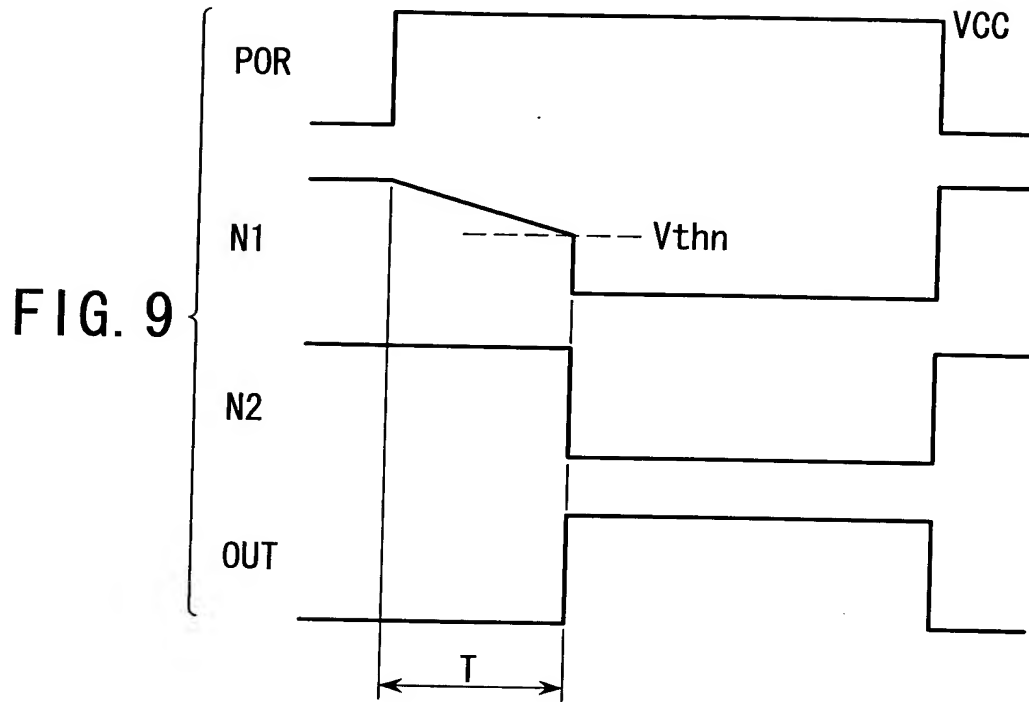 POR
VCC
N1
Vthn
FIG. 9
N2
OUT
T